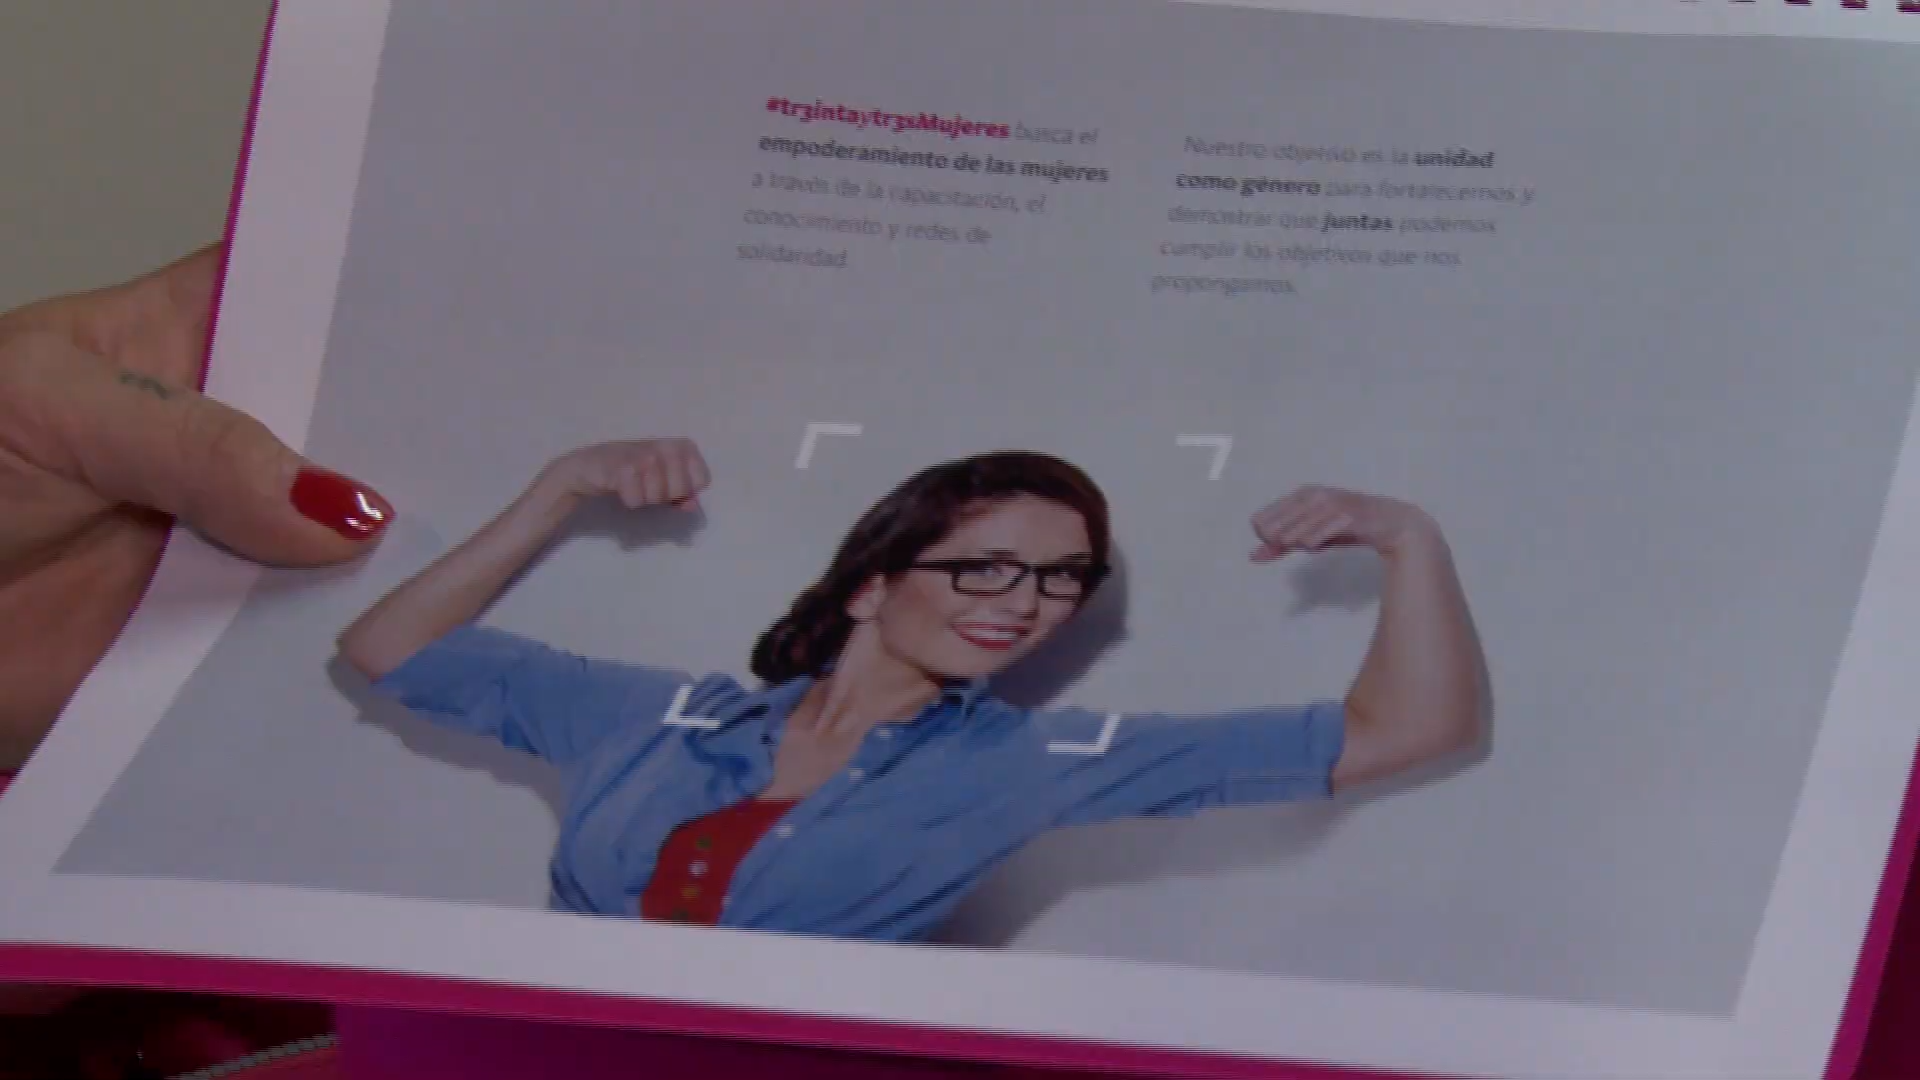 #tr3intaytr3sMujeres busca el
empoderamiento de las mujeres
a través de la capacitación, el
conocimiento y redes de
solidaridad.
Nuestro objetivo es la unidad
como género para fortalecernos y
demostrar que juntas podemos
cumplir los objetivos que nos
propongamos.